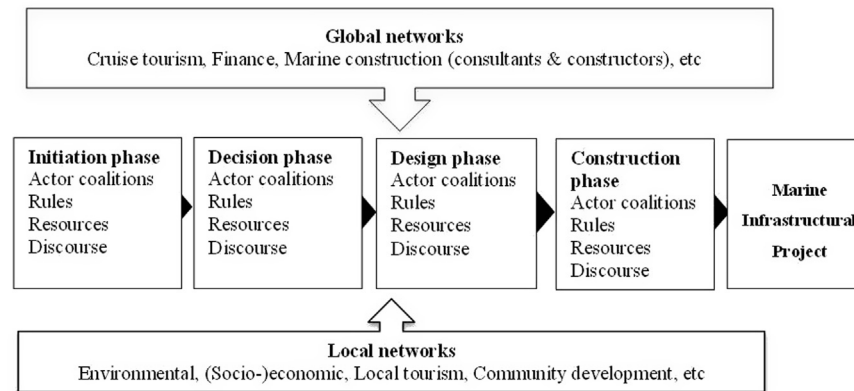 Global networks
Cruise tourism, Finance, Marine construction (consultants & constructors), etc
Initiation phase
Actor coalitions
Rules
Resources
Discourse
Decision phase
Actor coalitions
Rules
Resources
Discourse
Design phase
Actor coalitions
Rules
Resources
Discourse
Construction
phase
Actor coalitions
Rules
Resources
Discourse
Marine
Infrastructural
Project
Local networks
Environmental, (Socio-)economic, Local tourism, Community development, etc